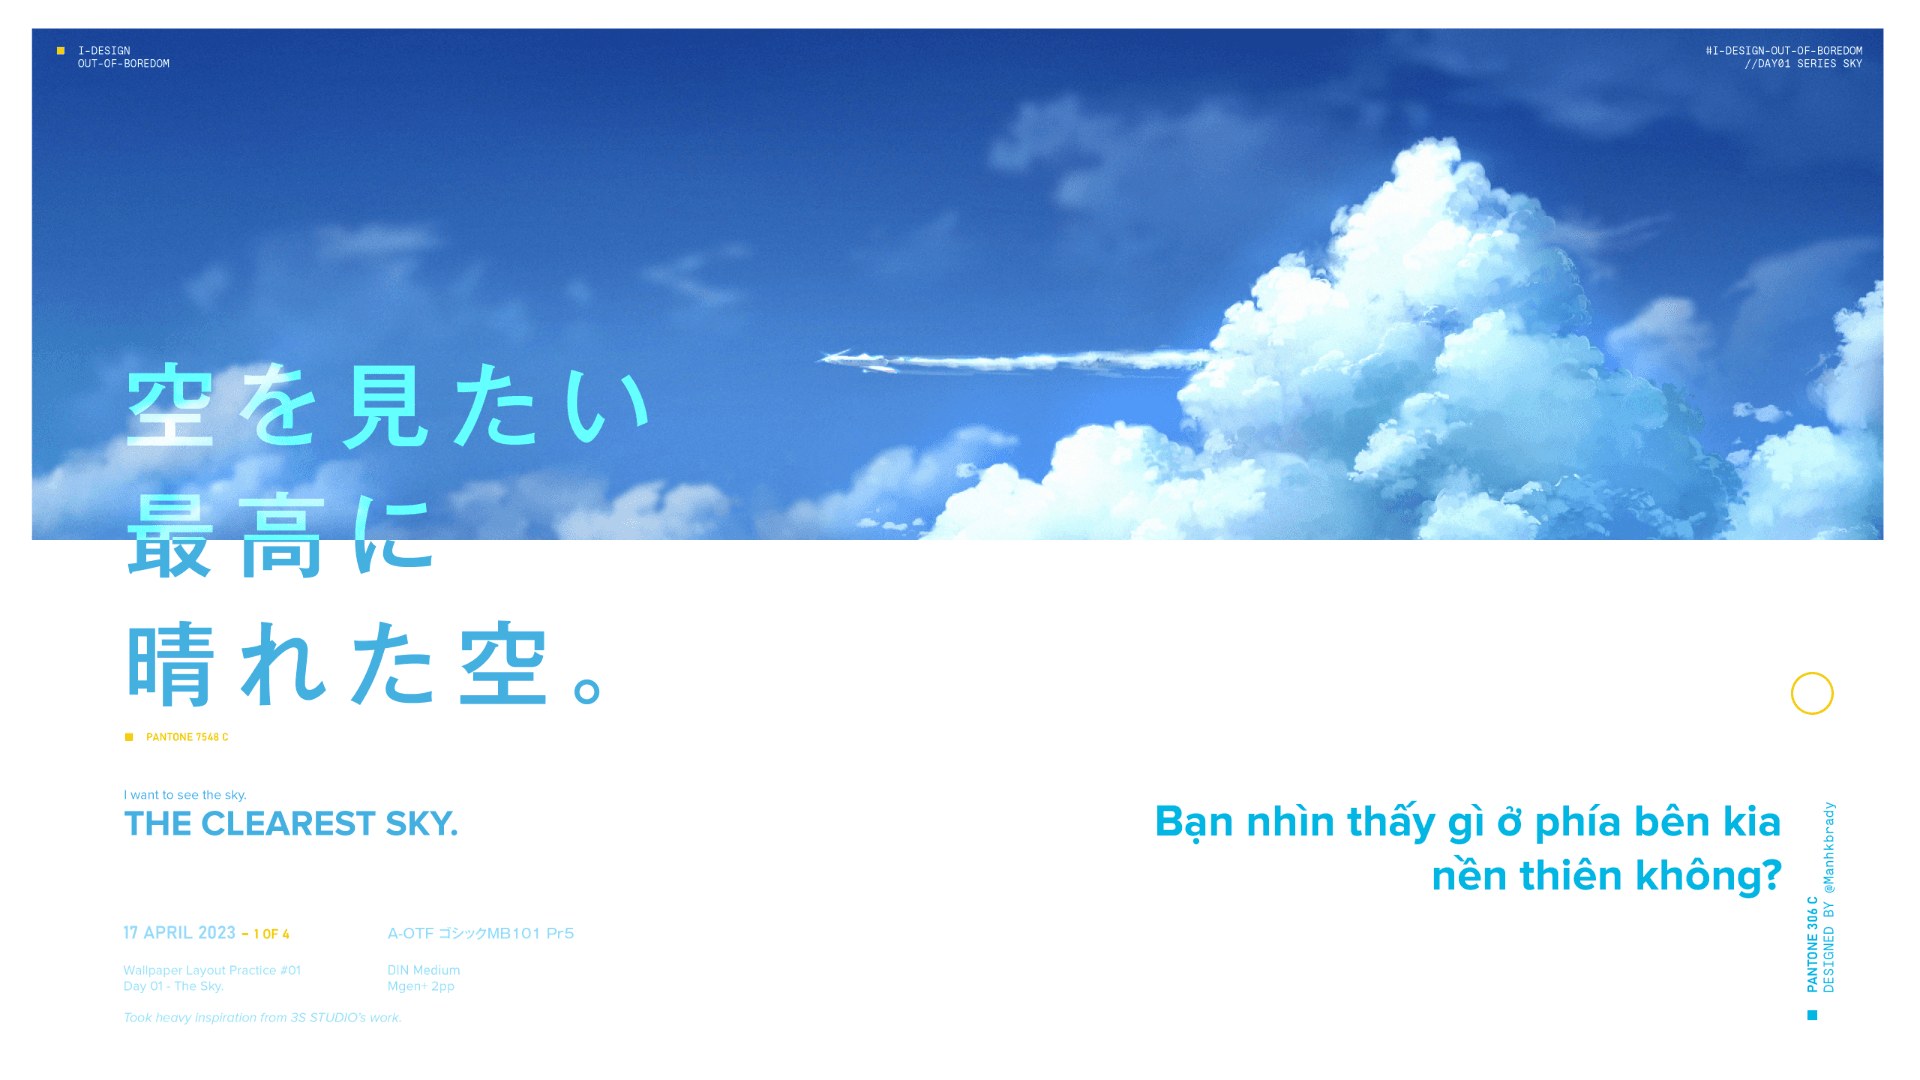 I-DESIGN
OUT-OF-BOREDOM
#I-DESIGN-OUT-OF-BOREDOM
//DAY01 SERIES SKY
空を見たい
最高に
晴れた空。
PANTONE 7548 C
I want to see the sky.
THE CLEAREST SKY.
Bạn nhìn thấy gì ở phía bên kia
nền thiên không?
17 APRIL 2023 – 1 OF 4
A-OTF ゴシックMB101 Pr5
Wallpaper Layout Practice #01
Day 01 - The Sky.
DIN Medium
Mgen+ 2pp
Took heavy inspiration from 3S STUDIO's work.
PANTONE 306 C
DESIGNED BY @Manhkbrady